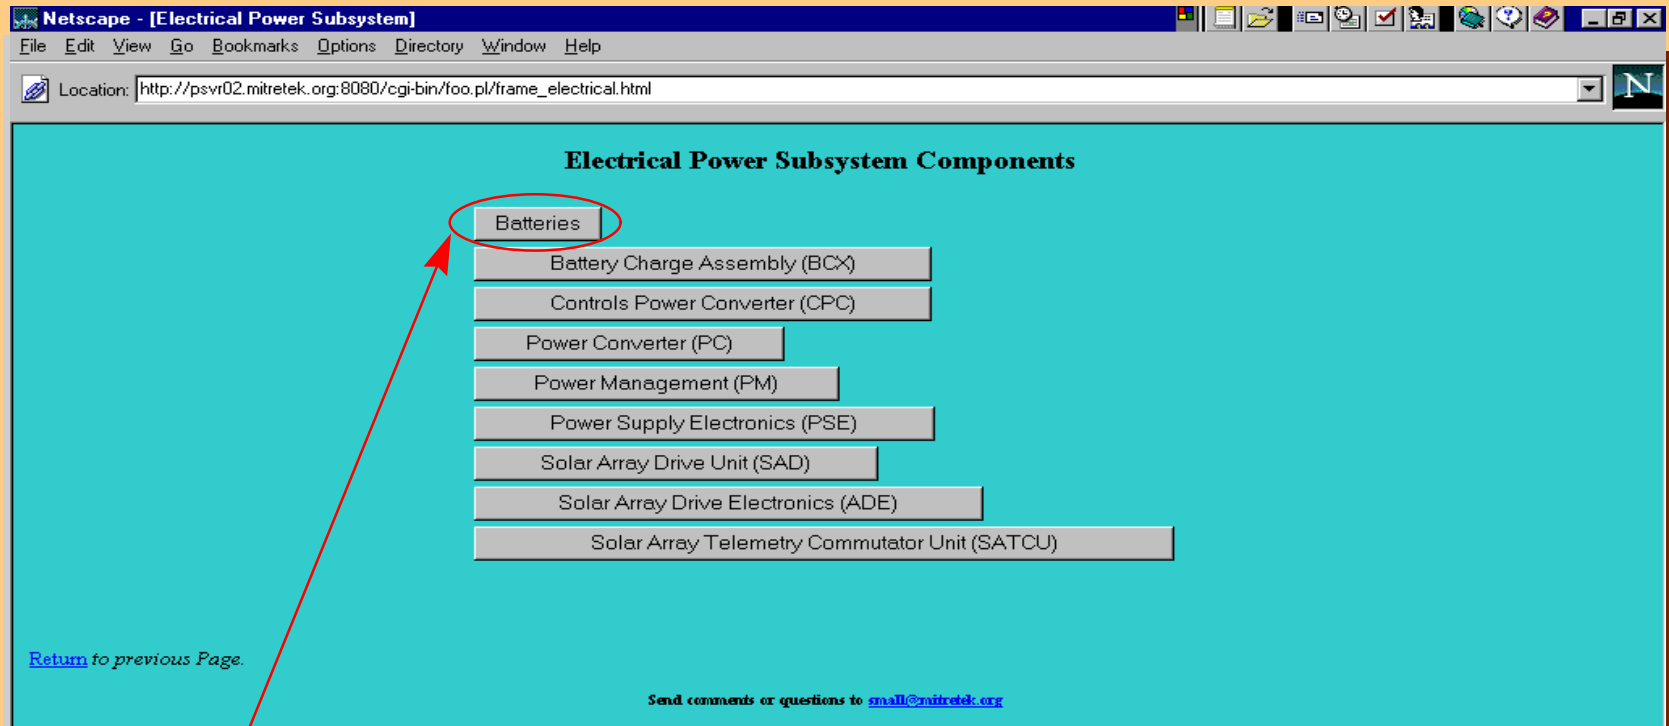 Netscape - [Electrical Power Subsystem]
File Edit View Go Bookmarks Options Directory Window Help
Location: http://psvr02.mitretek.org:8080/cgi-bin/foo.pl/frame_electrical.html
N
Electrical Power Subsystem Components
Batteries
Battery Charge Assembly (BCX)
Controls Power Converter (CPC)
Power Converter (PC)
Power Management (PM)
Power Supply Electronics (PSE)
Solar Array Drive Unit (SAD)
Solar Array Drive Electronics (ADE)
Solar Array Telemetry Commutator Unit (SATCU)
Return to previous Page.
Send comments or questions to small@mitretek.org